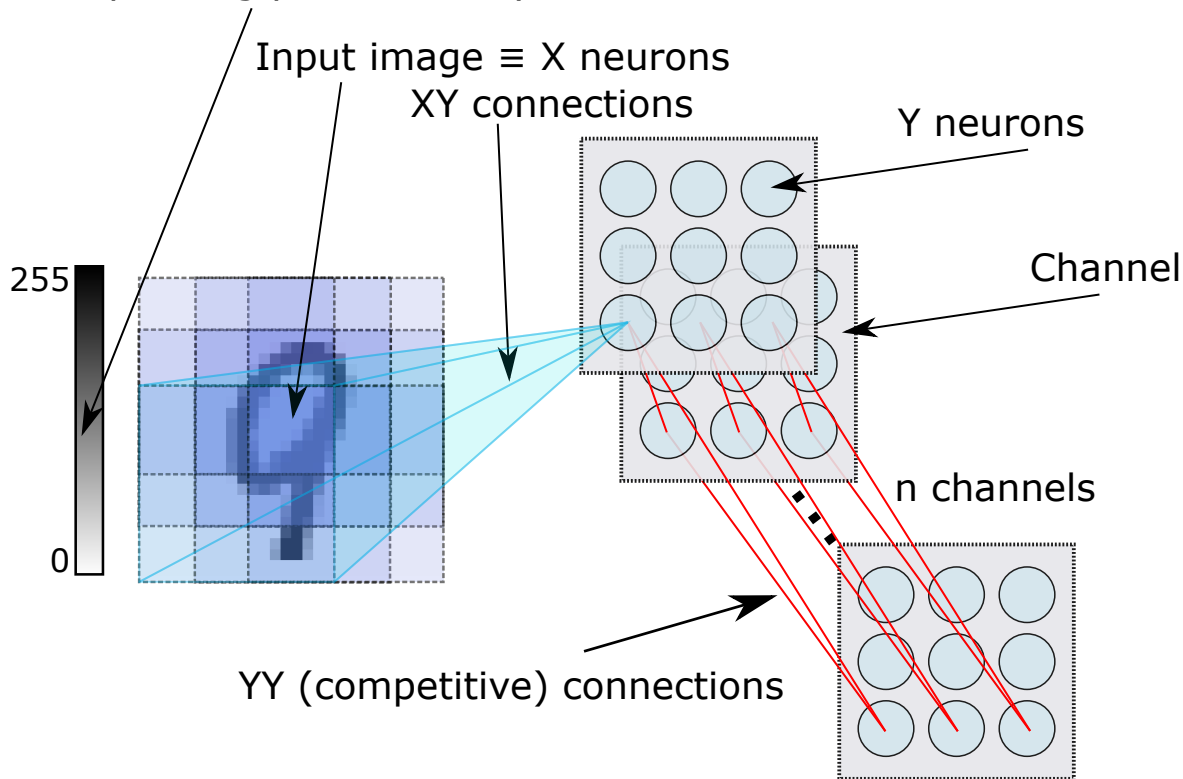 Input image ≡ X neurons
XY connections
Y neurons
Channel
255
n channels
0
YY (competitive) connections